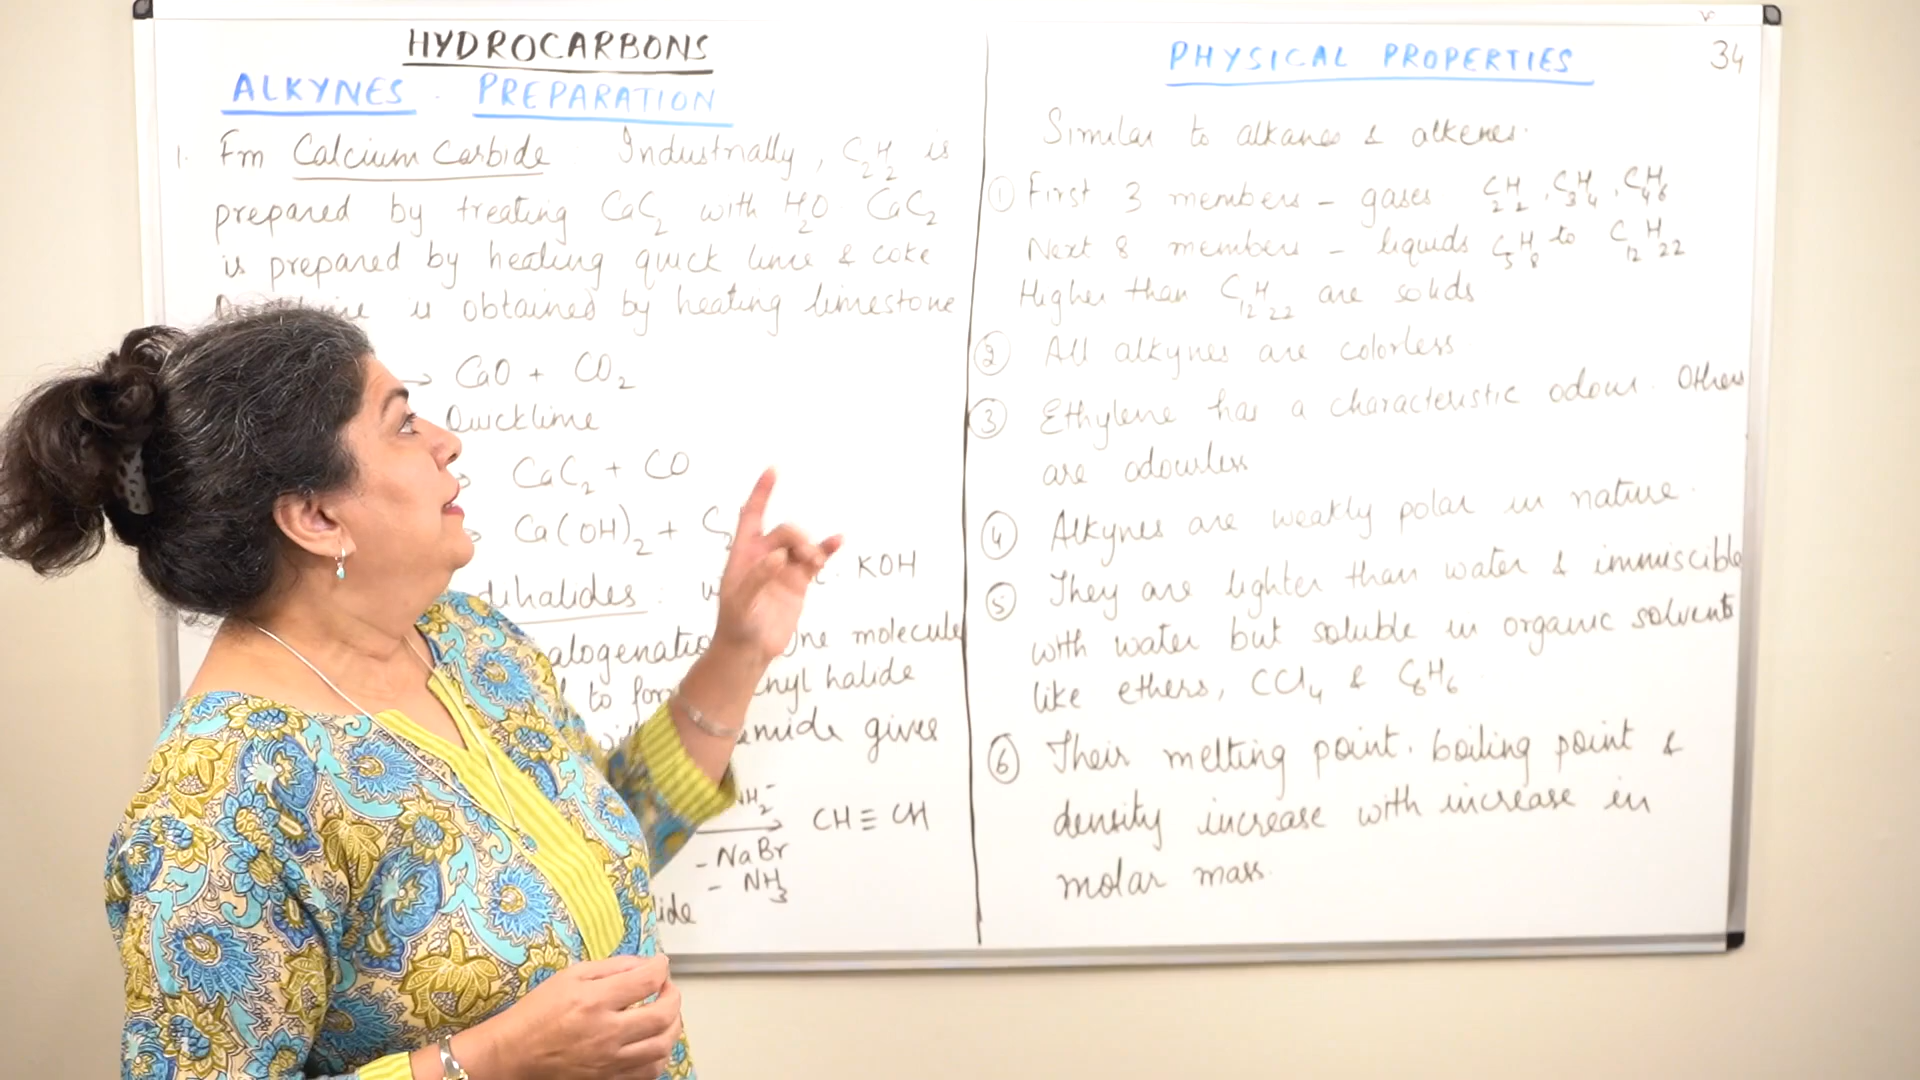 HYDROCARBONS
ALKYNES . PREPARATION
1. Fm Calcium Carbide Industrially, C2H2 is
prepared by treating CaC2 with H2O. CaC2
is prepared by heating quick lime & coke
is obtained by heating limestone
→ CaO + CO2
Quicklime
CaC2 + CO
Ca(OH)2 +
dihalides : KOH
One molecule
to form halide
gives
NH2-
CH≡CH
-NaBr
- NH3
PHYSICAL PROPERTIES
34
Similar to alkanes & alkenes.
① First 3 members - gases C2H2, C3H4, C4H6
Next 8 members - liquids C5H8 to C12H22
Higher than C12H22 are solids
② All alkynes are colorless
③ Ethylene has a characteristic odour. Others
are odourless
④ Alkynes are weakly polar in nature.
⑤ They are lighter than water & immiscible
with water but soluble in organic solvents
like ethers, CCl4 & C6H6.
⑥ Their melting point, boiling point &
density increase with increase in
molar mass.